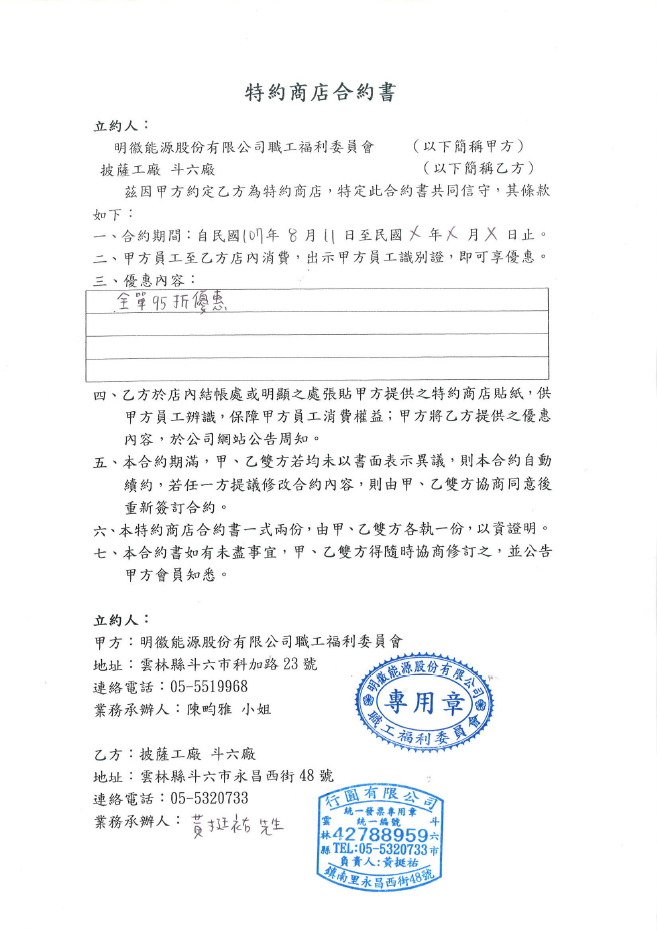 特約商店合約書
立約人：
明徽能源股份有限公司職工福利委員會　　（以下簡稱甲方）
披薩工廠 斗六廠　　（以下簡稱乙方）
茲因甲方約定乙方為特約商店，特定此合約書共同信守，其條款
如下：
一、合約期間：自民國107年 8 月 11 日至民國 X 年 X 月 X 日止。
二、甲方員工至乙方店內消費，出示甲方員工識別證，即可享優惠。
三、優惠內容：
全單95折優惠
四、乙方於店內結帳處或明顯之處張貼甲方提供之特約商店貼紙，供
甲方員工辨識，保障甲方員工消費權益；甲方將乙方提供之優惠
內容，於公司網站公告周知。
五、本合約期滿，甲、乙雙方若均未以書面表示異議，則本合約自動
續約，若任一方提議修改合約內容，則由甲、乙雙方協商同意後
重新簽訂合約。
六、本特約商店合約書一式兩份，由甲、乙雙方各執一份，以資證明。
七、本合約書如有未盡事宜，甲、乙雙方得隨時協商修訂之，並公告
甲方會員知悉。
立約人：
甲方：明徽能源股份有限公司職工福利委員會
地址：雲林縣斗六市科加路 23 號
連絡電話：05-5519968
業務承辦人：陳畇雅 小姐
明徽能源股份有限公司
專用章
職工福利委員會
乙方：披薩工廠 斗六廠
地址：雲林縣斗六市永昌西街 48 號
連絡電話：05-5320733
業務承辦人：黃挺祐 先生
行圓有限公司
統一發票專用章
統一編號
42788959
TEL:05-5320733
負責人:黃挺祐
雲林縣
斗六市
鎮南里永昌西街48號